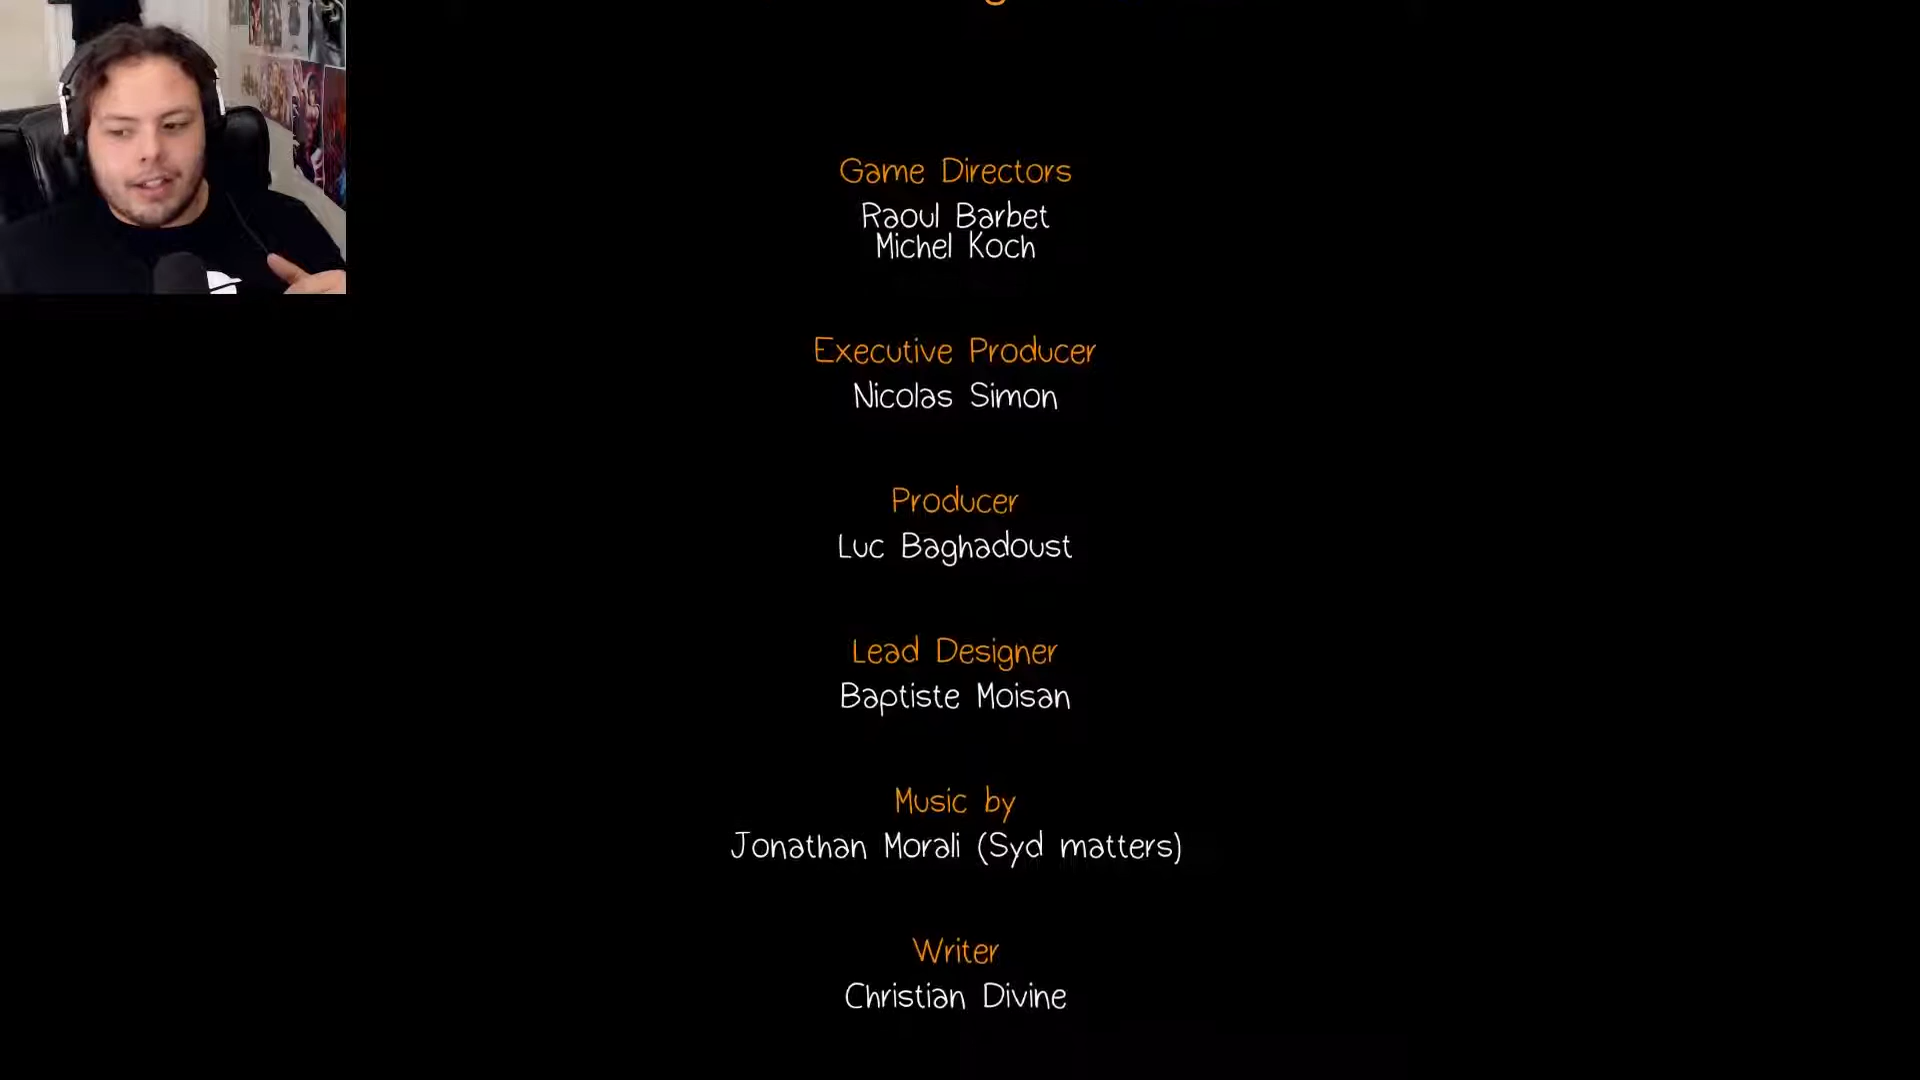 Game Directors
Raoul Barbet
Michel Koch
Executive Producer
Nicolas Simon
Producer
Luc Baghadoust
Lead Designer
Baptiste Moisan
Music by
Jonathan Morali (Syd matters)
Writer
Christian Divine